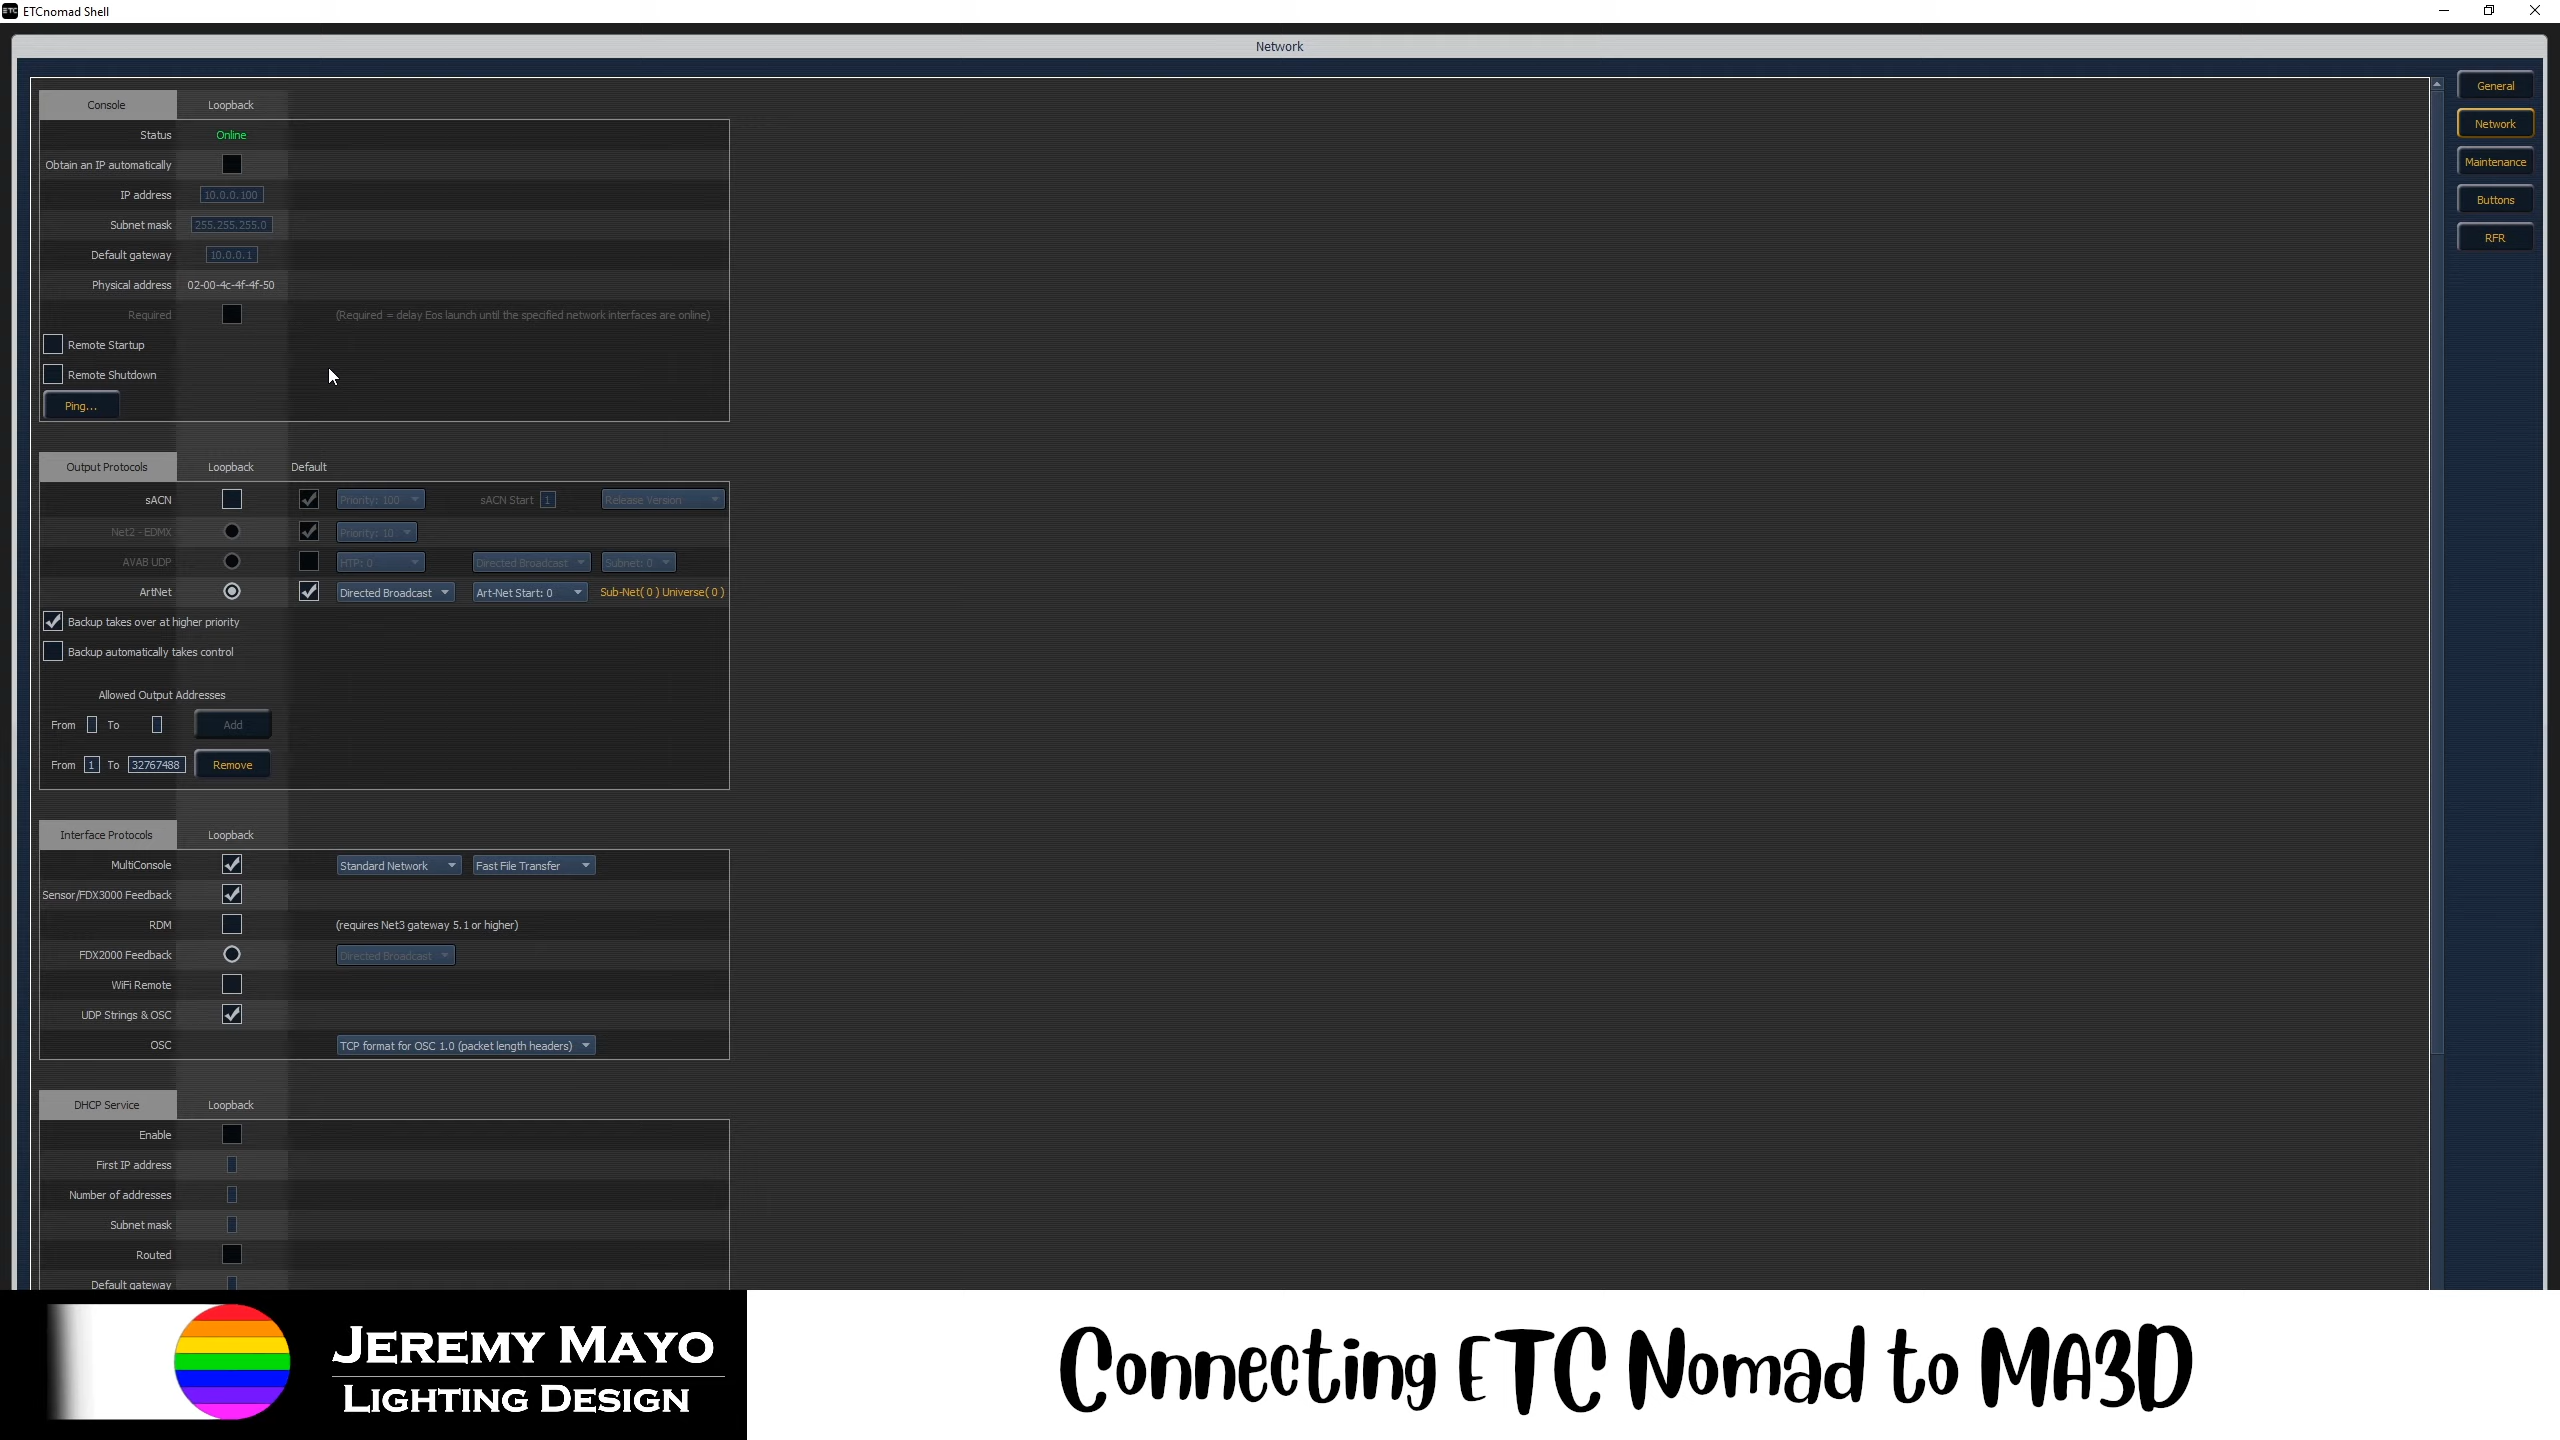 ETC ETCnomad Shell
Network
Console Loopback
Status Online
Obtain an IP automatically
IP address 10.0.0.100
Subnet mask 255.255.255.0
Default gateway 10.0.0.1
Physical address 02-00-4c-4f-4f-50
Required (Required = delay Eos launch until the specified network interfaces are online)
Remote Startup
Remote Shutdown
Ping...
Output Protocols Loopback Default
sACN Priority: 100 sACN Start 1 Release Version
Net2 - EDMX Priority: 10
AVAB UDP HTP: 0 Directed Broadcast Subnet: 0
ArtNet Directed Broadcast Art-Net Start: 0 Sub-Net( 0 ) Universe( 0 )
Backup takes over at higher priority
Backup automatically takes control
Allowed Output Addresses
From To Add
From 1 To 32767488 Remove
Interface Protocols Loopback
MultiConsole Standard Network Fast File Transfer
Sensor/FDX3000 Feedback
RDM (requires Net3 gateway 5.1 or higher)
FDX2000 Feedback Directed Broadcast
WiFi Remote
UDP Strings & OSC
OSC TCP format for OSC 1.0 (packet length headers)
DHCP Service Loopback
Enable
First IP address
Number of addresses
Subnet mask
Routed
Default gateway
General
Network
Maintenance
Buttons
RFR
JEREMY MAYO
LIGHTING DESIGN
Connecting ETC Nomad to MA3D